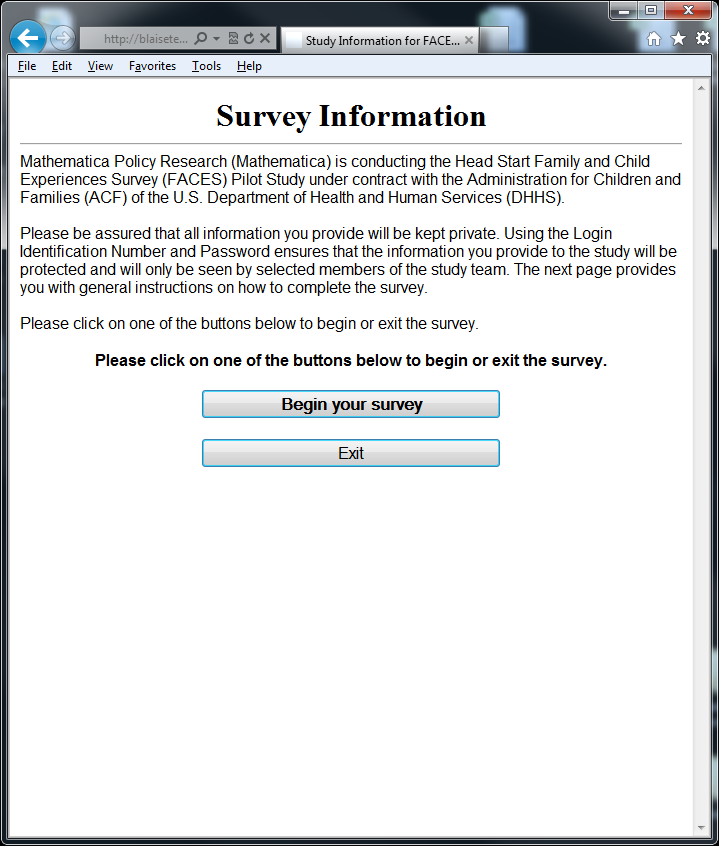 http://blaisete...
Study Information for FACE...
File Edit View Favorites Tools Help
Survey Information
Mathematica Policy Research (Mathematica) is conducting the Head Start Family and Child
Experiences Survey (FACES) Pilot Study under contract with the Administration for Children and
Families (ACF) of the U.S. Department of Health and Human Services (DHHS).
Please be assured that all information you provide will be kept private. Using the Login
Identification Number and Password ensures that the information you provide to the study will be
protected and will only be seen by selected members of the study team. The next page provides
you with general instructions on how to complete the survey.
Please click on one of the buttons below to begin or exit the survey.
Please click on one of the buttons below to begin or exit the survey.
Begin your survey
Exit